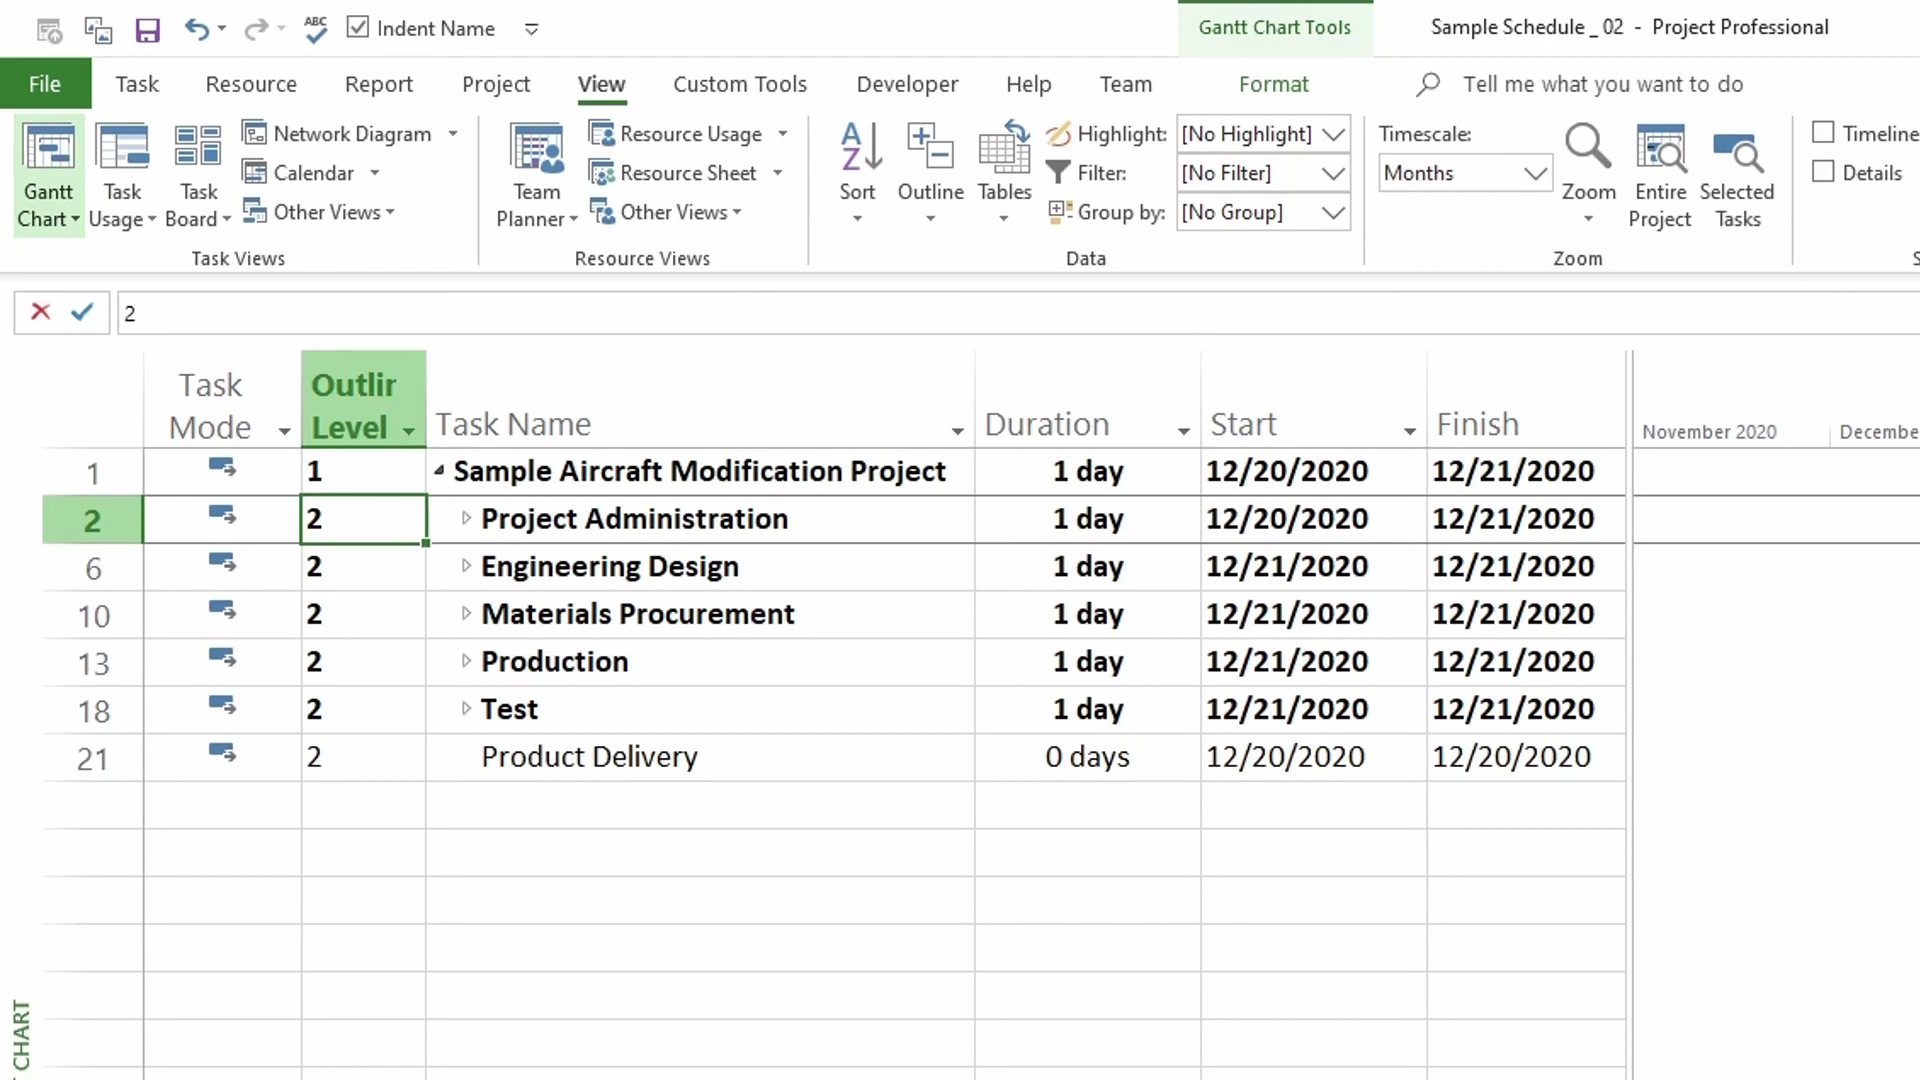 ABC Indent Name Gantt Chart Tools Sample Schedule _ 02 - Project Professional
File Task Resource Report Project View Custom Tools Developer Help Team Format Tell me what you want to do
Gantt Chart
Task Usage
Task Board
Network Diagram
Calendar
Other Views
Task Views
Team Planner
Resource Usage
Resource Sheet
Other Views
Resource Views
A Z Sort
Outline
Tables
Highlight: [No Highlight]
Filter: [No Filter]
Group by: [No Group]
Data
Timescale:
Months
Zoom
Entire Project
Selected Tasks
Zoom
Timeline
Details
S
2
Task Mode Outlir Level Task Name Duration Start Finish November 2020 Decembe
1 1 Sample Aircraft Modification Project 1 day 12/20/2020 12/21/2020
2 2 Project Administration 1 day 12/20/2020 12/21/2020
6 2 Engineering Design 1 day 12/21/2020 12/21/2020
10 2 Materials Procurement 1 day 12/21/2020 12/21/2020
13 2 Production 1 day 12/21/2020 12/21/2020
18 2 Test 1 day 12/21/2020 12/21/2020
21 2 Product Delivery 0 days 12/20/2020 12/20/2020
T CHART